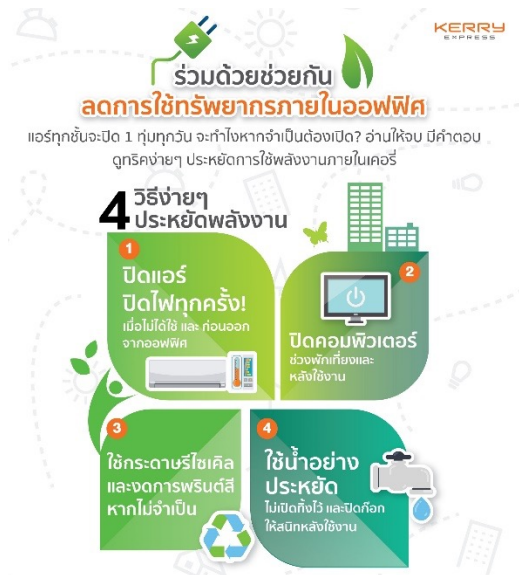 KERRY
EXPRESS
ร่วมด้วยช่วยกัน
ลดการใช้ทรัพยากรภายในออฟฟิศ
แอร์ทุกชั้นจะปิด 1 ทุ่มทุกวัน จะทำไงหากจำเป็นต้องเปิด? อ่านให้จบ มีคำตอบ
ดูทริคง่ายๆ ประหยัดการใช้พลังงานภายในเคอรี่
4 วิธีง่ายๆ
ประหยัดพลังงาน
1
ปิดแอร์
ปิดไฟทุกครั้ง!
เมื่อไม่ได้ใช้ และ ก่อนออก
จากออฟฟิศ
2
ปิดคอมพิวเตอร์
ช่วงพักเที่ยงและ
หลังใช้งาน
3
ใช้กระดาษรีไซเคิล
และงดการพรินต์สี
หากไม่จำเป็น
4
ใช้น้ำอย่าง
ประหยัด
ไม่เปิดทิ้งไว้ และปิดก๊อก
ให้สนิทหลังใช้งาน